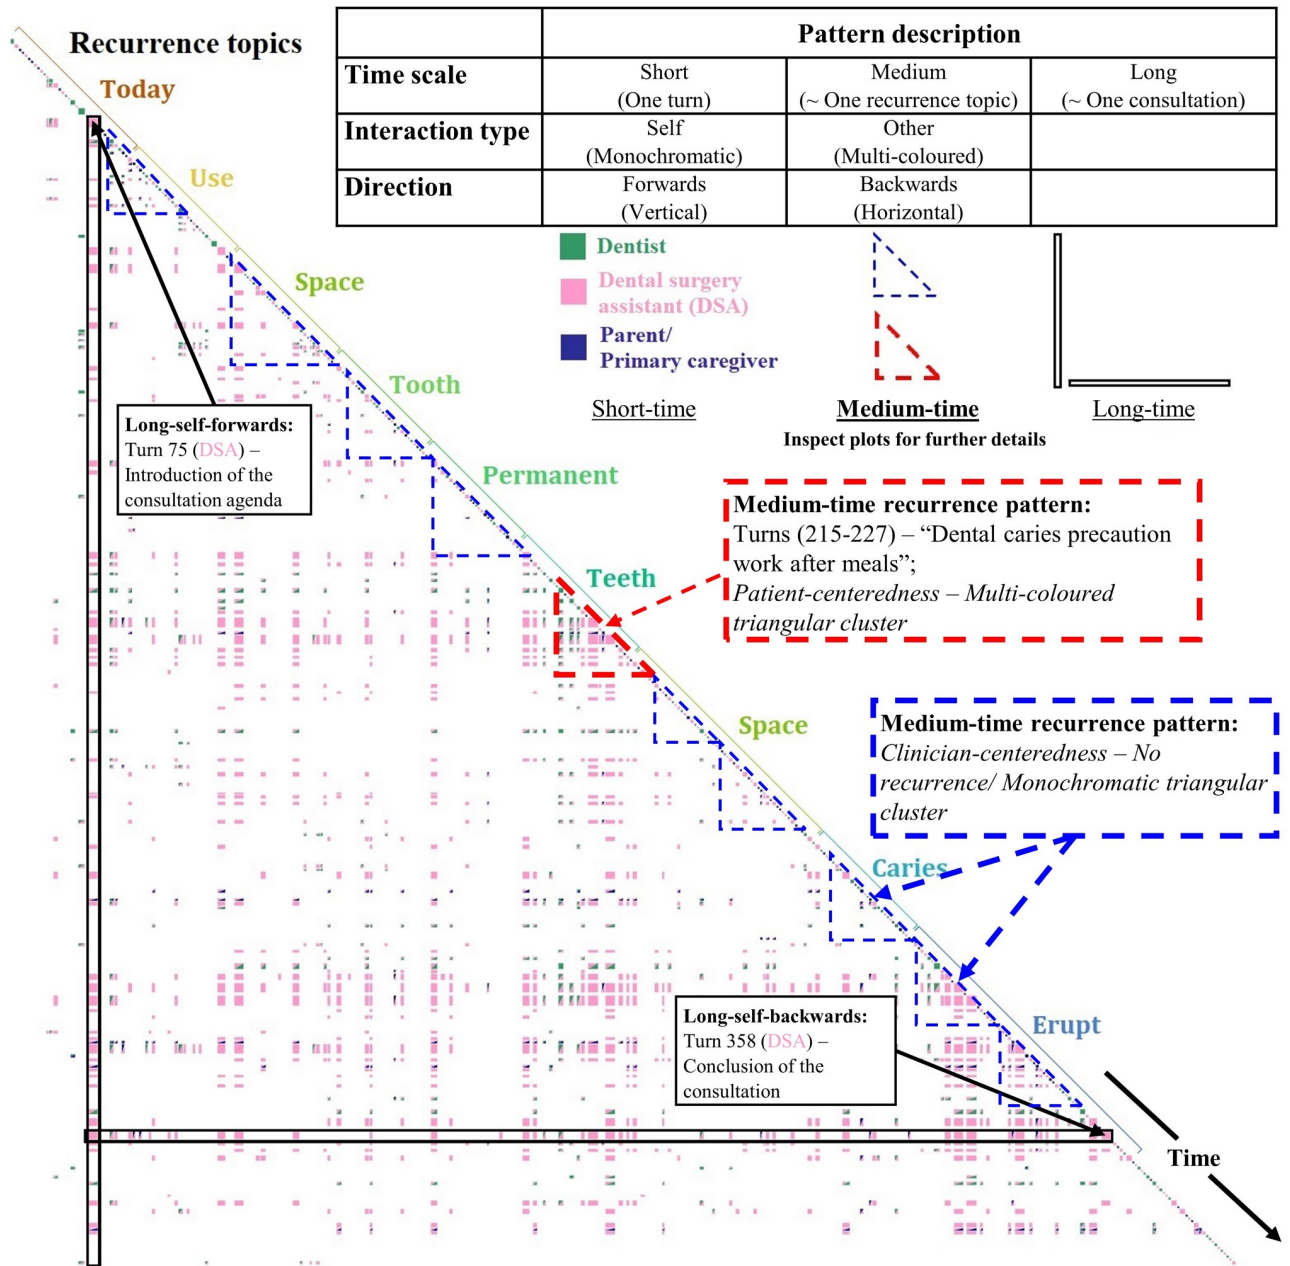 Recurrence topics
Pattern description
Time scale
Short
(One turn)
Medium
(~ One recurrence topic)
Long
(~ One consultation)
Interaction type
Self
(Monochromatic)
Other
(Multi-coloured)
Direction
Forwards
(Vertical)
Backwards
(Horizontal)
Today
Use
Space
Tooth
Permanent
Teeth
Space
Caries
Erupt
Dentist
Dental surgery
assistant (DSA)
Parent/
Primary caregiver
Short-time
Medium-time
Long-time
Inspect plots for further details
Long-self-forwards:
Turn 75 (DSA) –
Introduction of the
consultation agenda
Medium-time recurrence pattern:
Turns (215-227) – “Dental caries precaution
work after meals”;
Patient-centeredness – Multi-coloured
triangular cluster
Medium-time recurrence pattern:
Clinician-centeredness – No
recurrence/ Monochromatic triangular
cluster
Long-self-backwards:
Turn 358 (DSA) –
Conclusion of the
consultation
Time